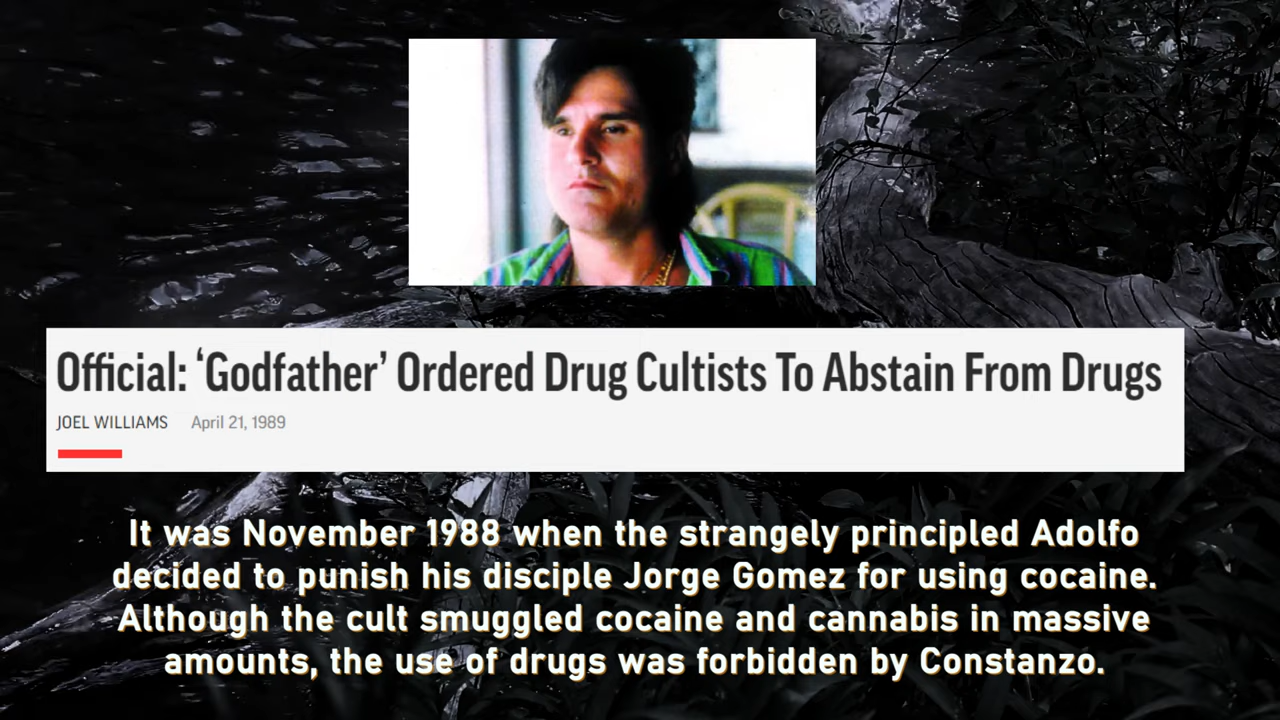 Official: ‘Godfather’ Ordered Drug Cultists To Abstain From Drugs
JOEL WILLIAMS April 21, 1989
It was November 1988 when the strangely principled Adolfo
decided to punish his disciple Jorge Gomez for using cocaine.
Although the cult smuggled cocaine and cannabis in massive
amounts, the use of drugs was forbidden by Constanzo.